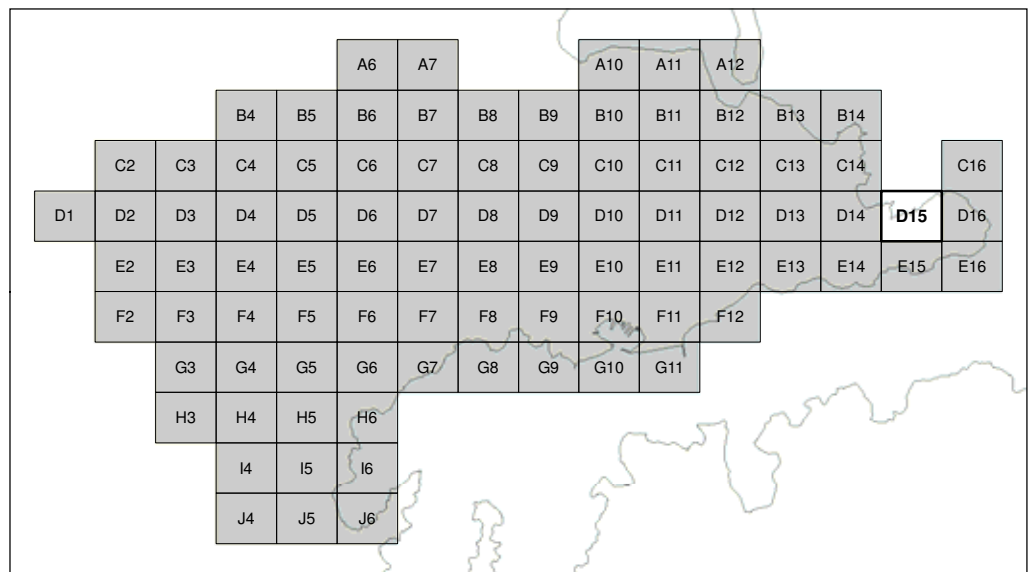 A6 A7 A10 A11 A12
B4 B5 B6 B7 B8 B9 B10 B11 B12 B13 B14
C2 C3 C4 C5 C6 C7 C8 C9 C10 C11 C12 C13 C14 C16
D1 D2 D3 D4 D5 D6 D7 D8 D9 D10 D11 D12 D13 D14 D15 D16
E2 E3 E4 E5 E6 E7 E8 E9 E10 E11 E12 E13 E14 E15 E16
F2 F3 F4 F5 F6 F7 F8 F9 F10 F11 F12
G3 G4 G5 G6 G7 G8 G9 G10 G11
H3 H4 H5 H6
I4 I5 I6
J4 J5 J6